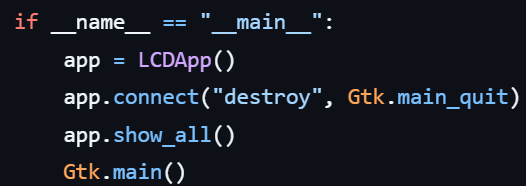 if __name__ == "__main__":
    app = LCDApp()
    app.connect("destroy", Gtk.main_quit)
    app.show_all()
    Gtk.main()